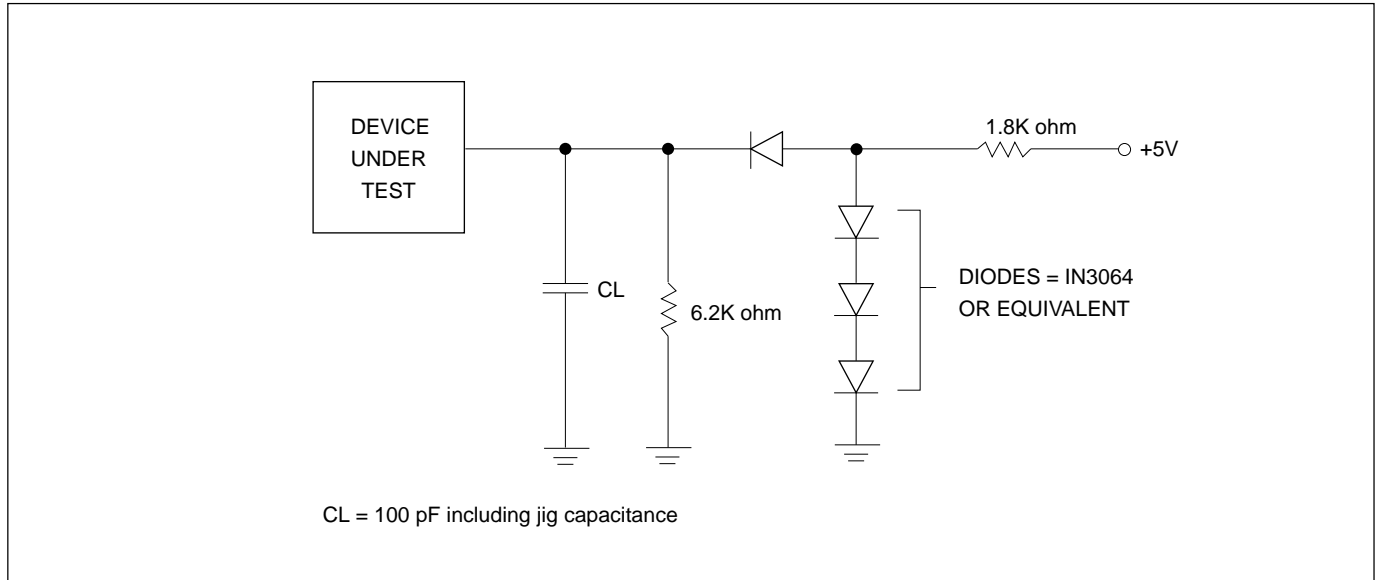 DEVICE
UNDER
TEST
1.8K ohm
+5V
CL
6.2K ohm
DIODES = IN3064
OR EQUIVALENT
CL = 100 pF including jig capacitance